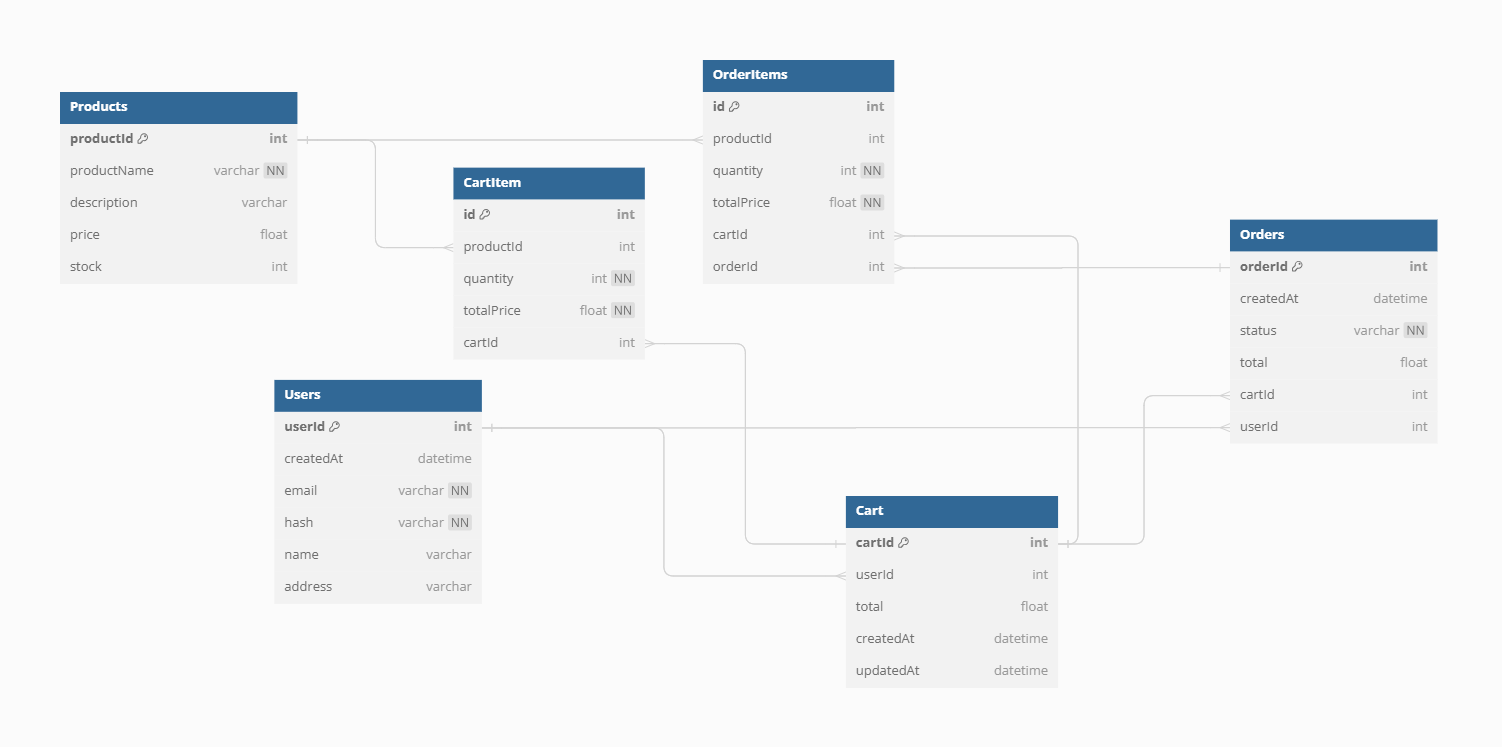 Products
productId int
productName varchar NN
description varchar
price float
stock int
CartItem
id int
productId int
quantity int NN
totalPrice float NN
cartId int
OrderItems
id int
productId int
quantity int NN
totalPrice float NN
cartId int
orderId int
Orders
orderId int
createdAt datetime
status varchar NN
total float
cartId int
userId int
Users
userId int
createdAt datetime
email varchar NN
hash varchar NN
name varchar
address varchar
Cart
cartId int
userId int
total float
createdAt datetime
updatedAt datetime